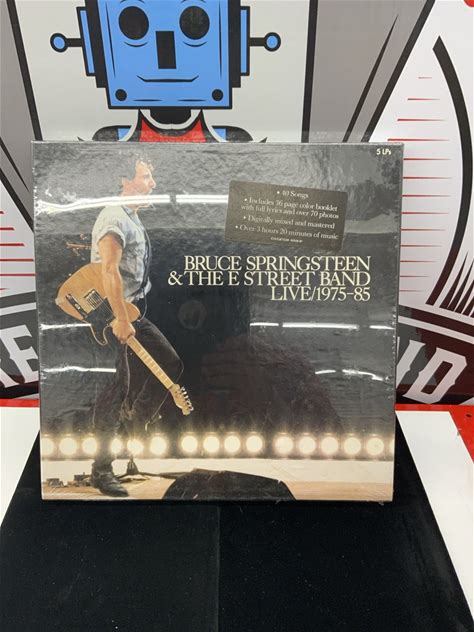 5 LPs
• 40 Songs
• Includes 36 page color booklet
with full lyrics and over 70 photos
• Digitally mixed and mastered
• Over 3 hours 20 minutes of music
BRUCE SPRINGSTEEN
& THE E STREET BAND
LIVE/1975-85